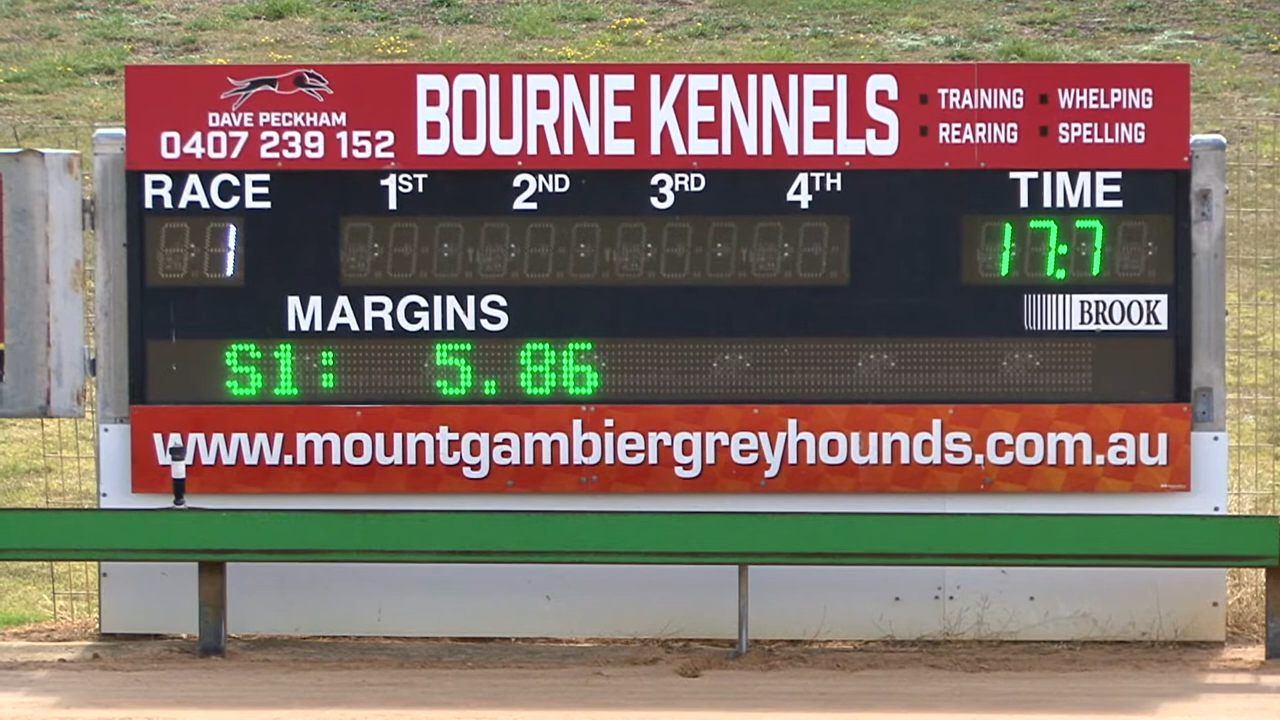 DAVE PECKHAM
0407 239 152
BOURNE KENNELS
TRAINING WHELPING
REARING SPELLING
RACE 1ST 2ND 3RD 4TH TIME
1 17:7
MARGINS
BROOK
S1: 5.86
www.mountgambiergreyhounds.com.au